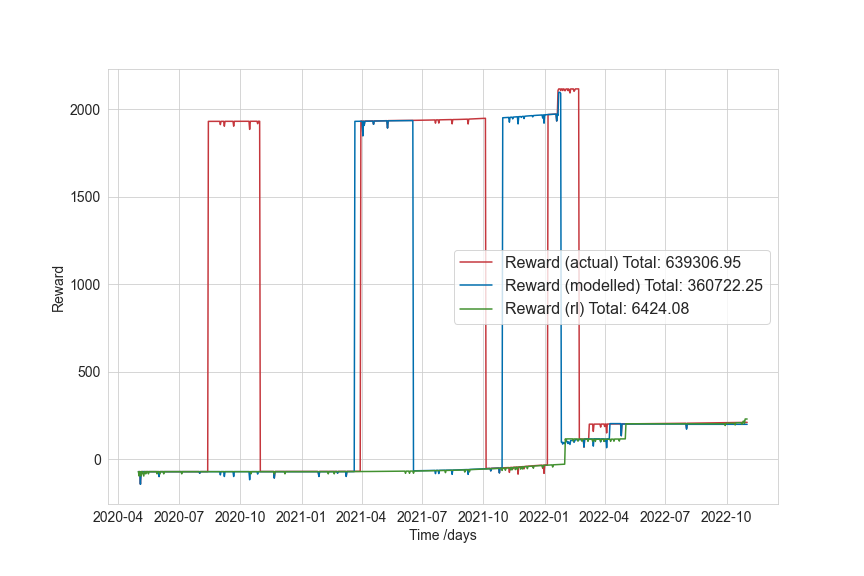 2000
1500
1000
500
0
Reward
Reward (actual) Total: 639306.95
Reward (modelled) Total: 360722.25
Reward (rl) Total: 6424.08
2020-04 2020-07 2020-10 2021-01 2021-04 2021-07 2021-10 2022-01 2022-04 2022-07 2022-10
Time /days